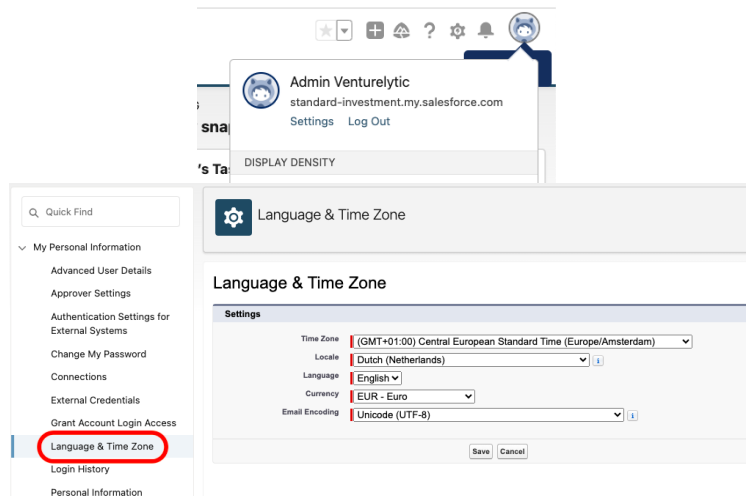 Admin Venturelytic
standard-investment.my.salesforce.com
Settings Log Out
sna
's Ta
DISPLAY DENSITY
Quick Find
My Personal Information
Advanced User Details
Approver Settings
Authentication Settings for
External Systems
Change My Password
Connections
External Credentials
Grant Account Login Access
Language & Time Zone
Login History
Personal Information
Language & Time Zone
Language & Time Zone
Settings
Time Zone (GMT+01:00) Central European Standard Time (Europe/Amsterdam)
Locale Dutch (Netherlands)
Language English
Currency EUR - Euro
Email Encoding Unicode (UTF-8)
Save Cancel